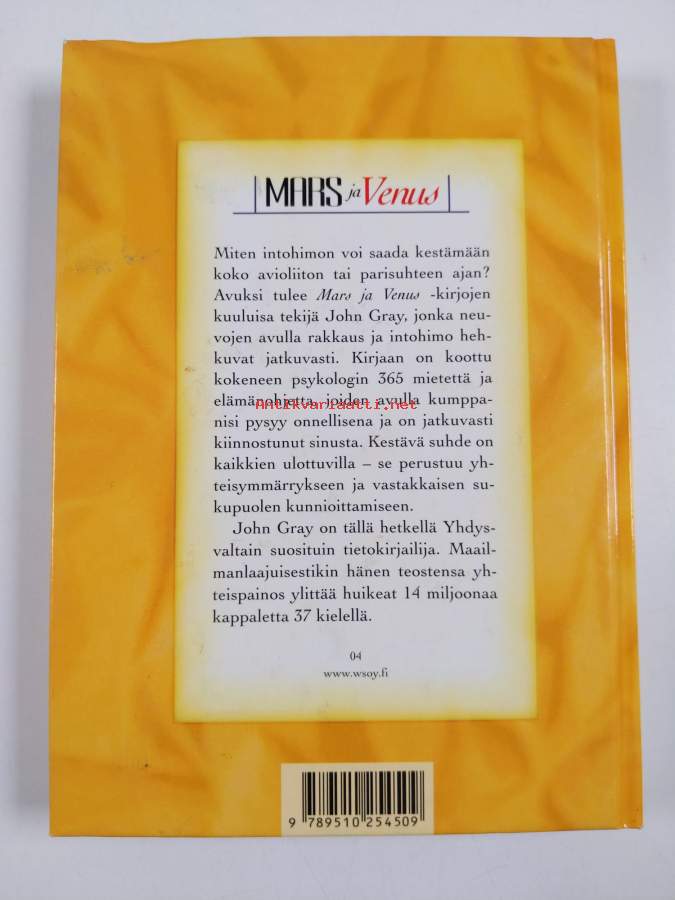 MARS ja Venus
Miten intohimon voi saada kestämään
koko avioliiton tai parisuhteen ajan?
Avuksi tulee Mars ja Venus -kirjojen
kuuluisa tekijä John Gray, jonka neu-
vojen avulla rakkaus ja intohimo heh-
kuvat jatkuvasti. Kirjaan on koottu
kokeneen psykologin 365 mietettä ja
elämänohjetta, joiden avulla kumppa-
Antikvariaatti.net
nisi pysyy onnellisena ja on jatkuvasti
kiinnostunut sinusta. Kestävä suhde on
kaikkien ulottuvilla – se perustuu yh-
teisymmärrykseen ja vastakkaisen su-
kupuolen kunnioittamiseen.
John Gray on tällä hetkellä Yhdys-
valtain suosituin tietokirjailija. Maail-
manlaajuisestikin hänen teostensa yh-
teispainos ylittää huikeat 14 miljoonaa
kappaletta 37 kielellä.
04
www.wsoy.fi
9 789510 254509